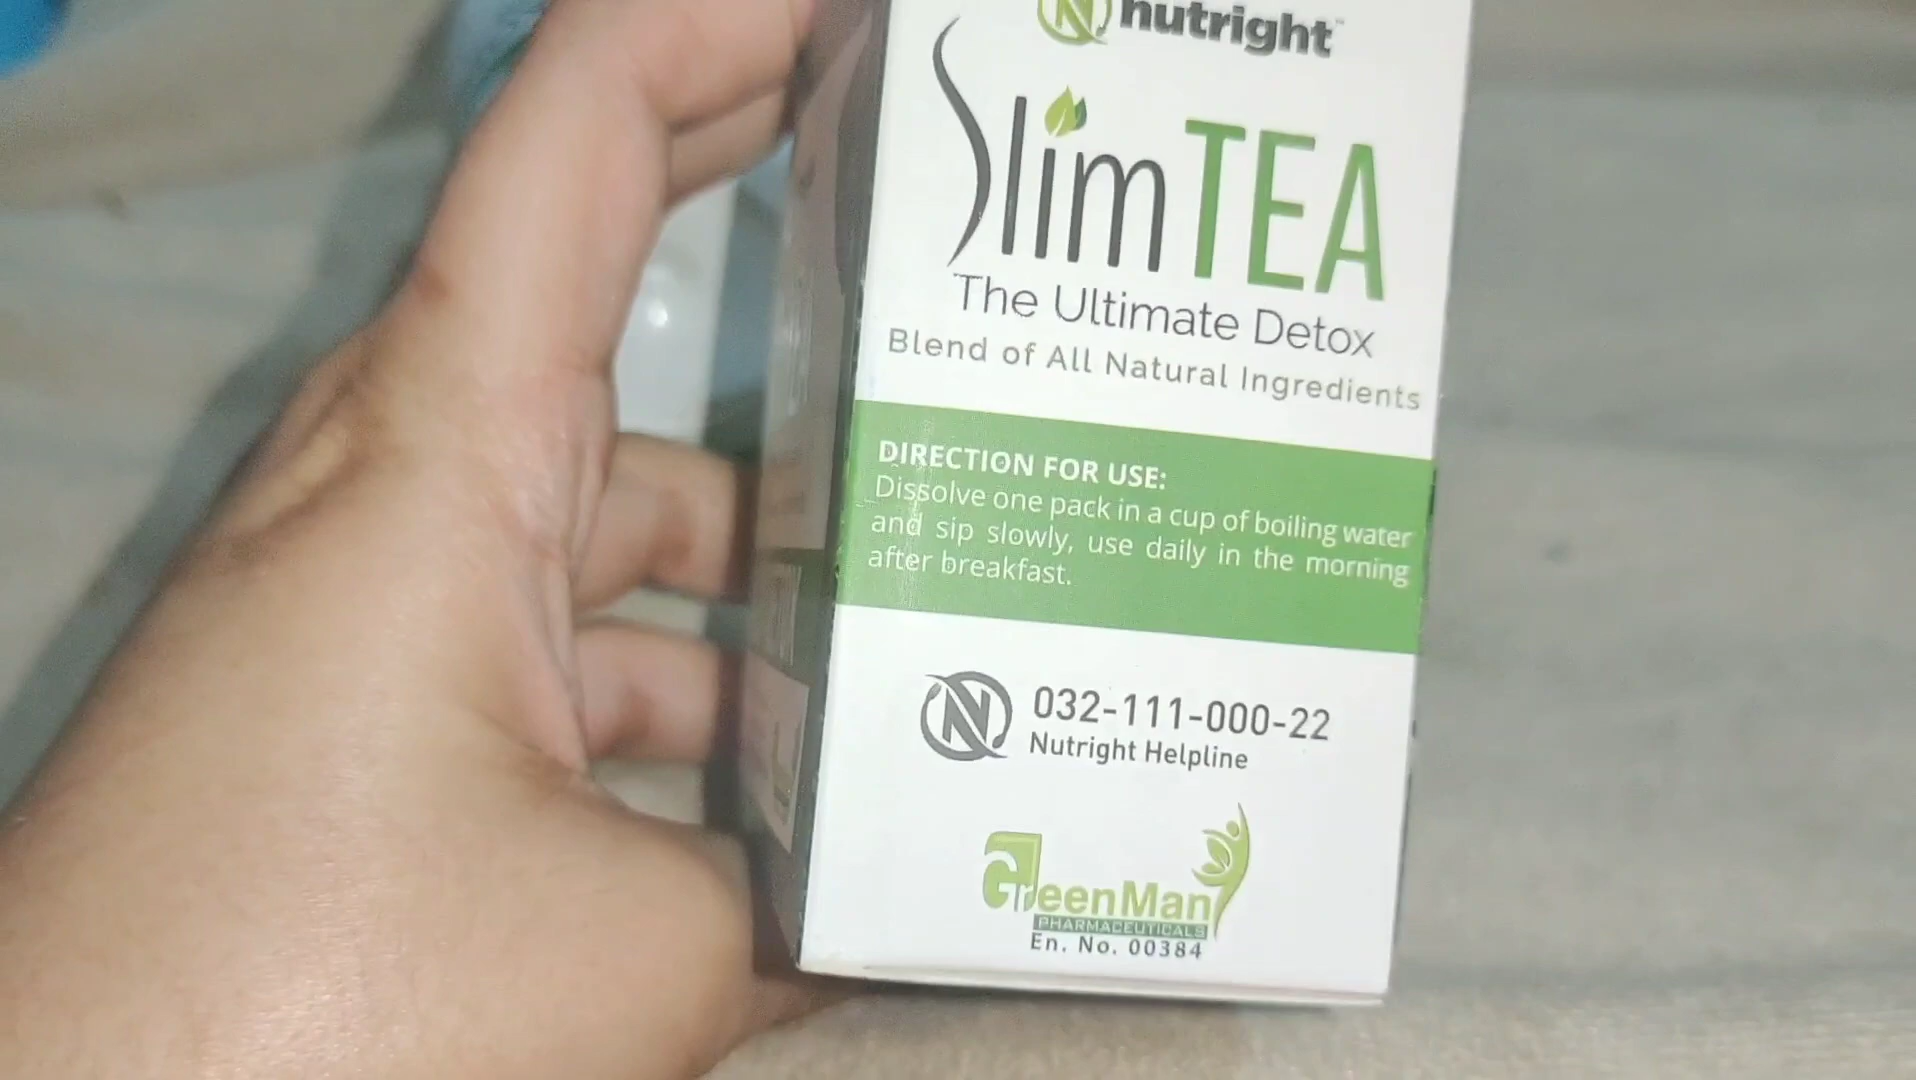 nutright™
SlimTEA
The Ultimate Detox
Blend of All Natural Ingredients
DIRECTION FOR USE:
Dissolve one pack in a cup of boiling water
and sip slowly, use daily in the morning
after breakfast.
032-111-000-22
Nutright Helpline
GreenMan
PHARMACEUTICALS
En. No. 00384